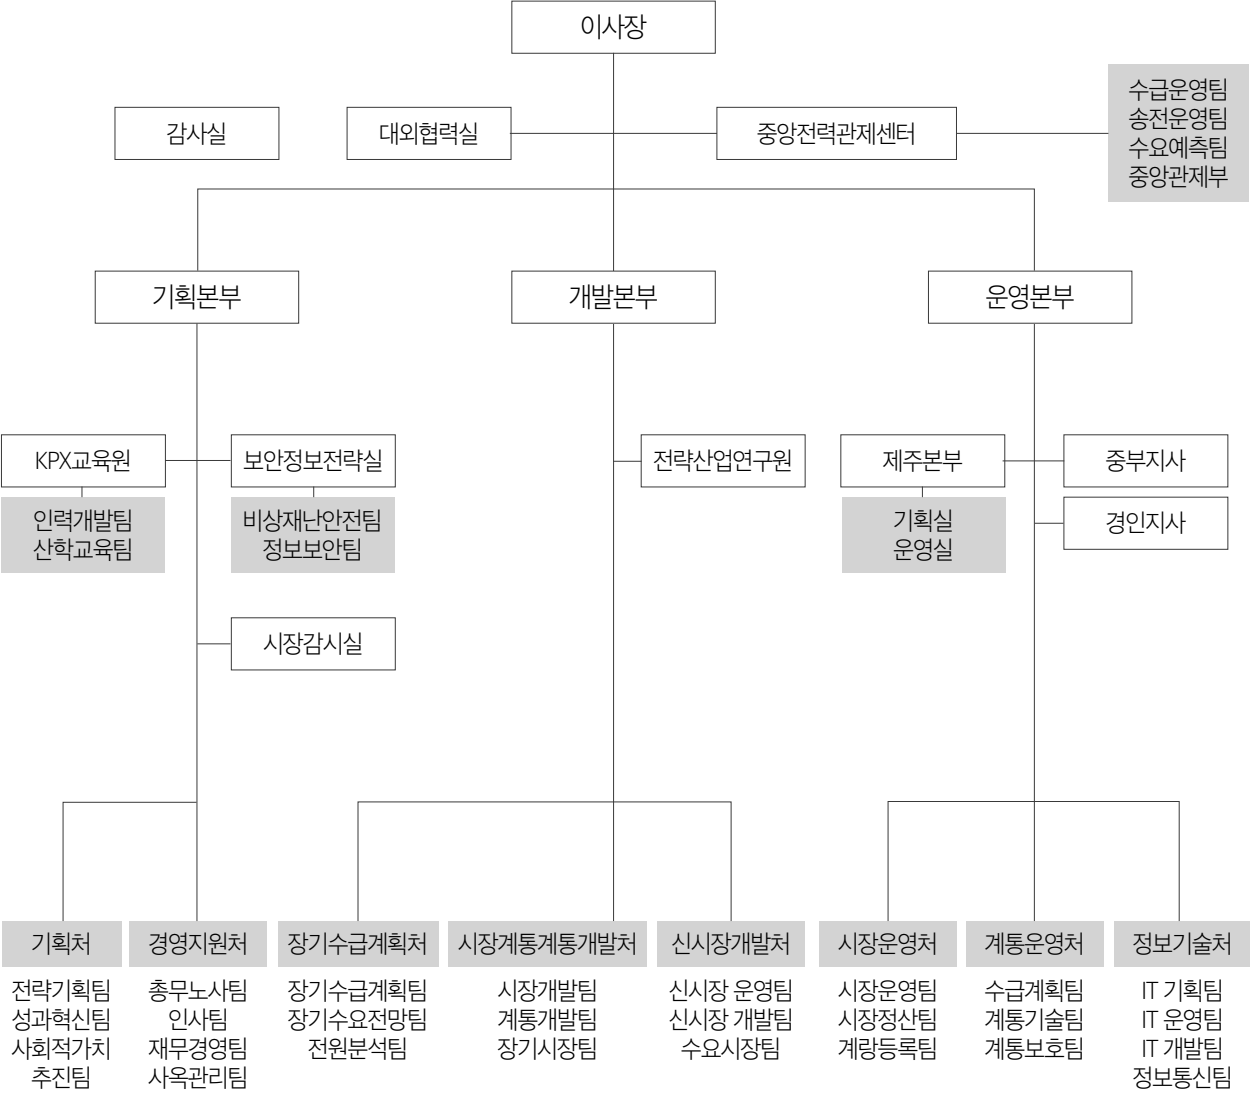 이사장
감사실
대외협력실
중앙전력관제센터
수급운영팀
송전운영팀
수요예측팀
중앙관제부
기획본부
개발본부
운영본부
KPX교육원
인력개발팀
산학교육팀
보안정보전략실
비상재난안전팀
정보보안팀
시장감시실
전략산업연구원
제주본부
기획실
운영실
중부지사
경인지사
기획처
전략기획팀
성과혁신팀
사회적가치
추진팀
경영지원처
총무노사팀
인사팀
재무경영팀
사옥관리팀
장기수급계획처
장기수급계획팀
장기수요전망팀
전원분석팀
시장계통계통개발처
시장개발팀
계통개발팀
장기시장팀
신시장개발처
신시장 운영팀
신시장 개발팀
수요시장팀
시장운영처
시장운영팀
시장정산팀
계량등록팀
계통운영처
수급계획팀
계통기술팀
계통보호팀
정보기술처
IT 기획팀
IT 운영팀
IT 개발팀
정보통신팀